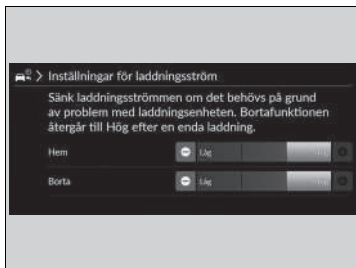 Inställningar för laddningsström
Sänk laddningsströmmen om det behövs på grund
av problem med laddningsenheten. Bortafunktionen
återgår till Hög efter en enda laddning.
Hem
Låg
Borta
Låg